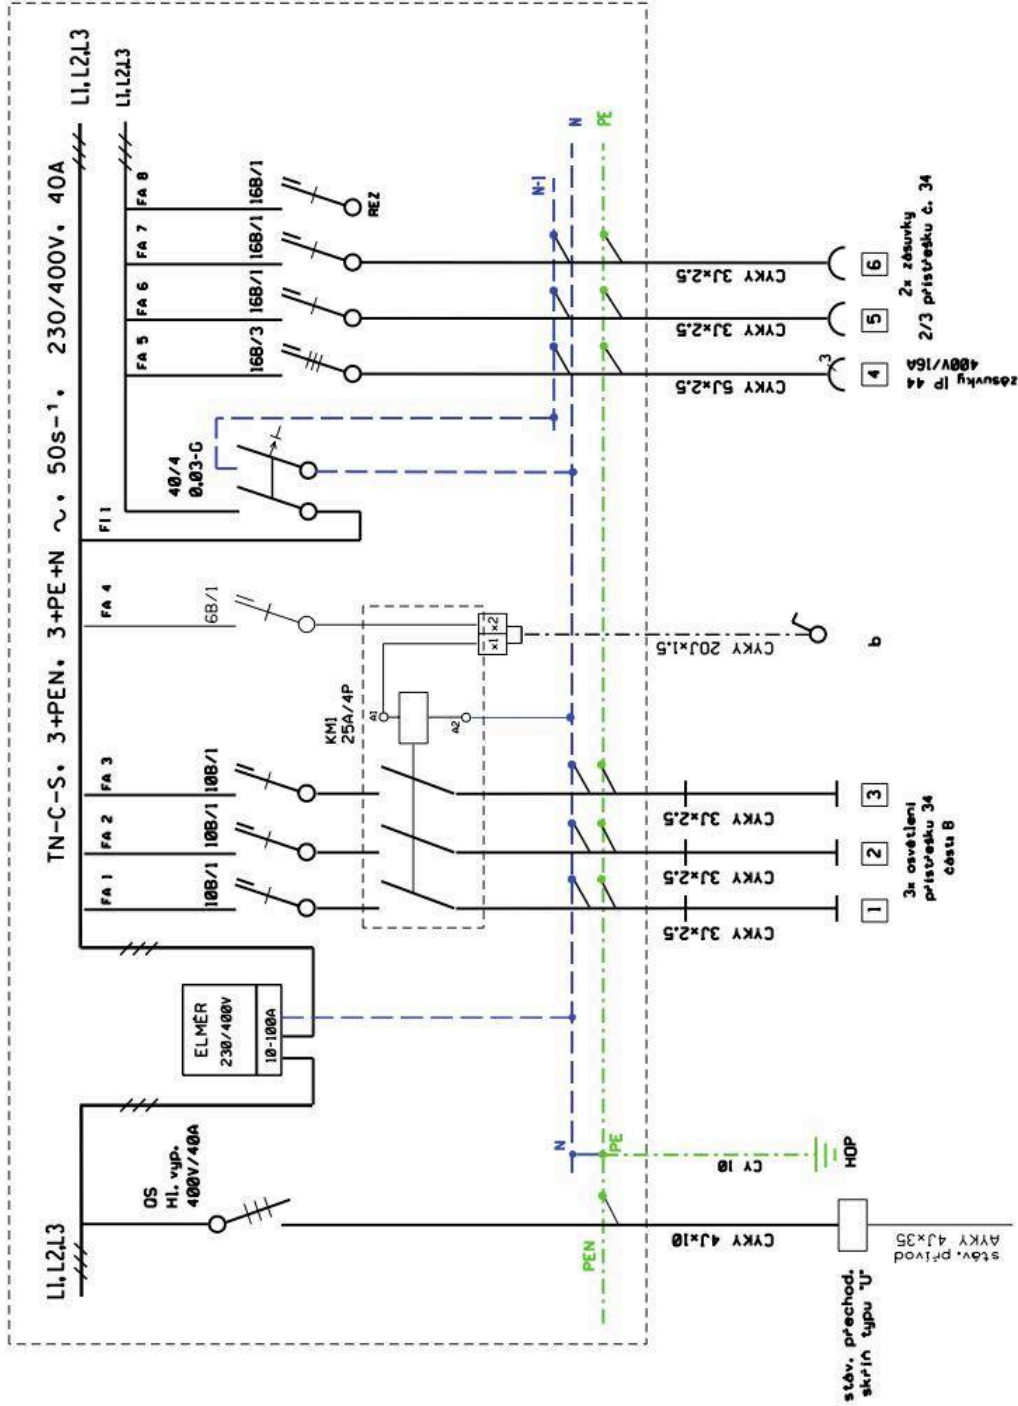 TN-C-S. 3+PEN. 3+PE+N ~. 50s-¹. 230/400V. 40A
L1,L2,L3
L1,L2,L3
L1,L2,L3
OS
Hl. vyp.
400V/40A
ELMĚR
230/400V
10-100A
FA 1
10B/1
FA 2
10B/1
FA 3
10B/1
KM1
25A/4P
A1
A2
x1
x2
FA 4
6B/1
FI 1
40/4
0.03-G
FA 5
16B/3
FA 6
16B/1
FA 7
16B/1
FA 8
16B/1
REZ
N-1
N
PE
N
PE
PEN
CYKY 4J×10
CY 10
HOP
CYKY 3J×2.5
CYKY 3J×2.5
CYKY 3J×2.5
CYKY 2OJ×1.5
CYKY 5J×2.5
CYKY 3J×2.5
CYKY 3J×2.5
stáv. přechod.
skříň typu "U"
stáv. přívod
AYKY 4J×35
1
2
3
3x osvětlení
přístřešku 34
části B
b
3
4
5
6
zásuvky IP 44
400V/16A
2x zásuvky
2/3 přístřešku č. 34